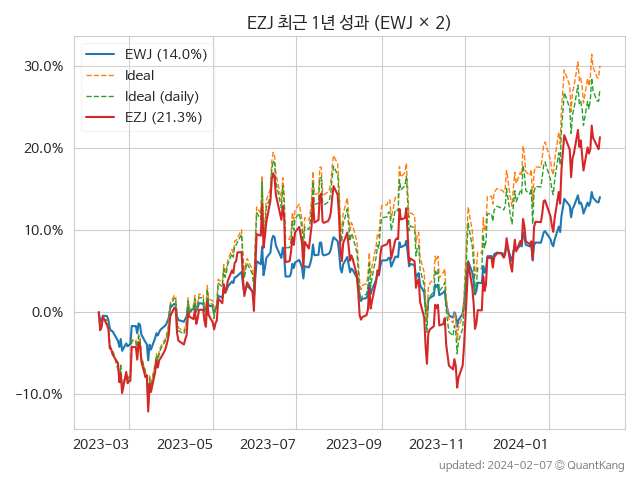 EZJ 최근 1년 성과 (EWJ × 2)
EWJ (14.0%)
Ideal
Ideal (daily)
EZJ (21.3%)
30.0%
20.0%
10.0%
0.0%
−10.0%
2023-03 2023-05 2023-07 2023-09 2023-11 2024-01
updated: 2024-02-07 © QuantKang